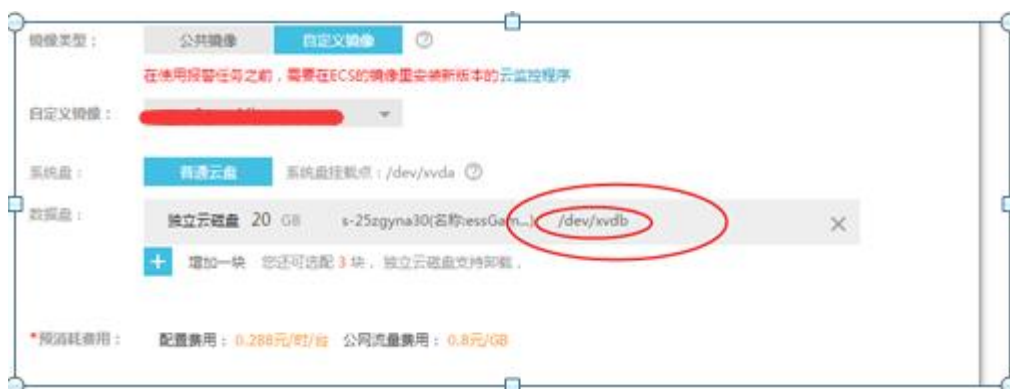 镜像类型： 公共镜像 自定义镜像 ?
在使用报警任务之前，需要在ECS的镜像里安装新版本的云监控程序
自定义镜像：
系统盘： 普通云盘 系统盘挂载点：/dev/xvda ?
数据盘： 独立云磁盘 20 GB s-25zgyna30(名称:essGam...) /dev/xvdb ×
+ 增加一块 您还可选配 3 块，独立云磁盘支持卸载，
*预消耗费用： 配置费用：0.288元/时/台 公网流量费用：0.8元/GB